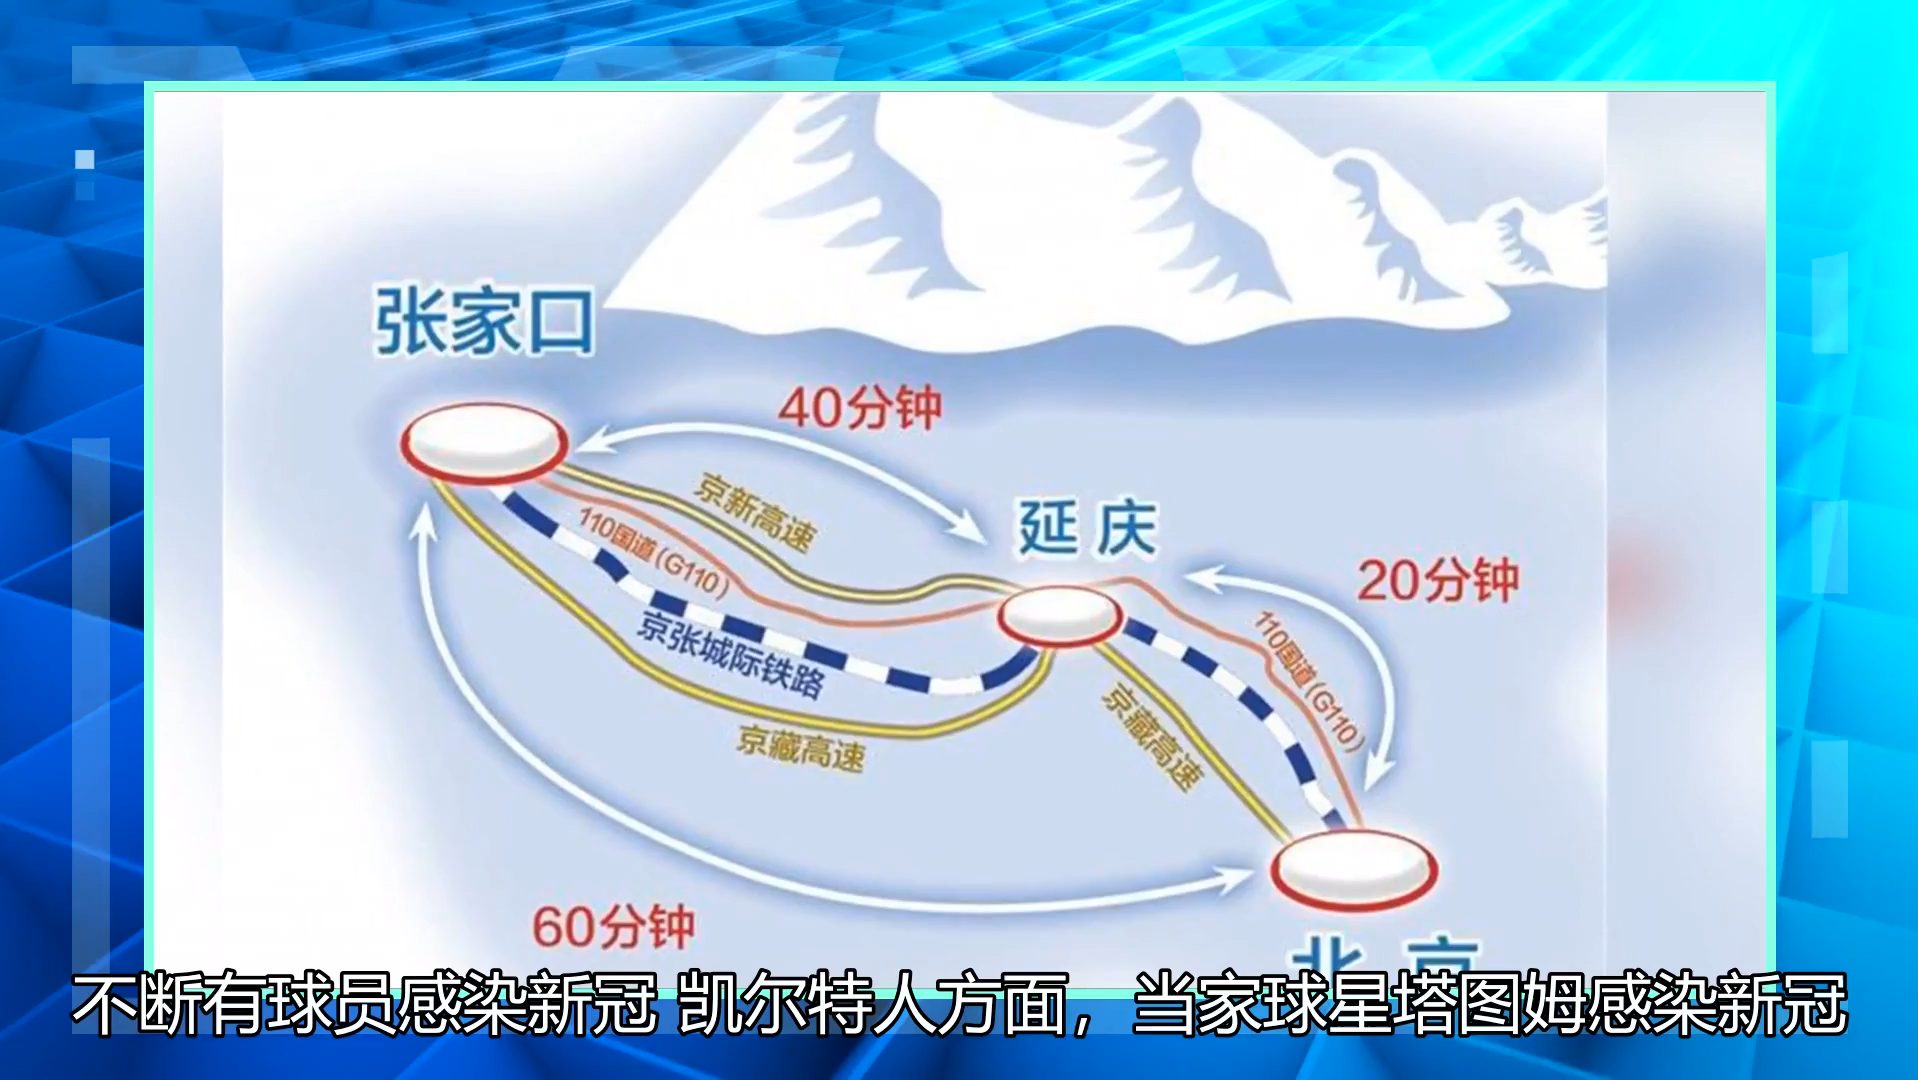 张家口
40分钟
京新高速
110国道(G110)
延庆
20分钟
110国道(G110)
京张城际铁路
京藏高速
京藏高速
60分钟
北京
不断有球员感染新冠 凯尔特人方面，当家球星塔图姆感染新冠